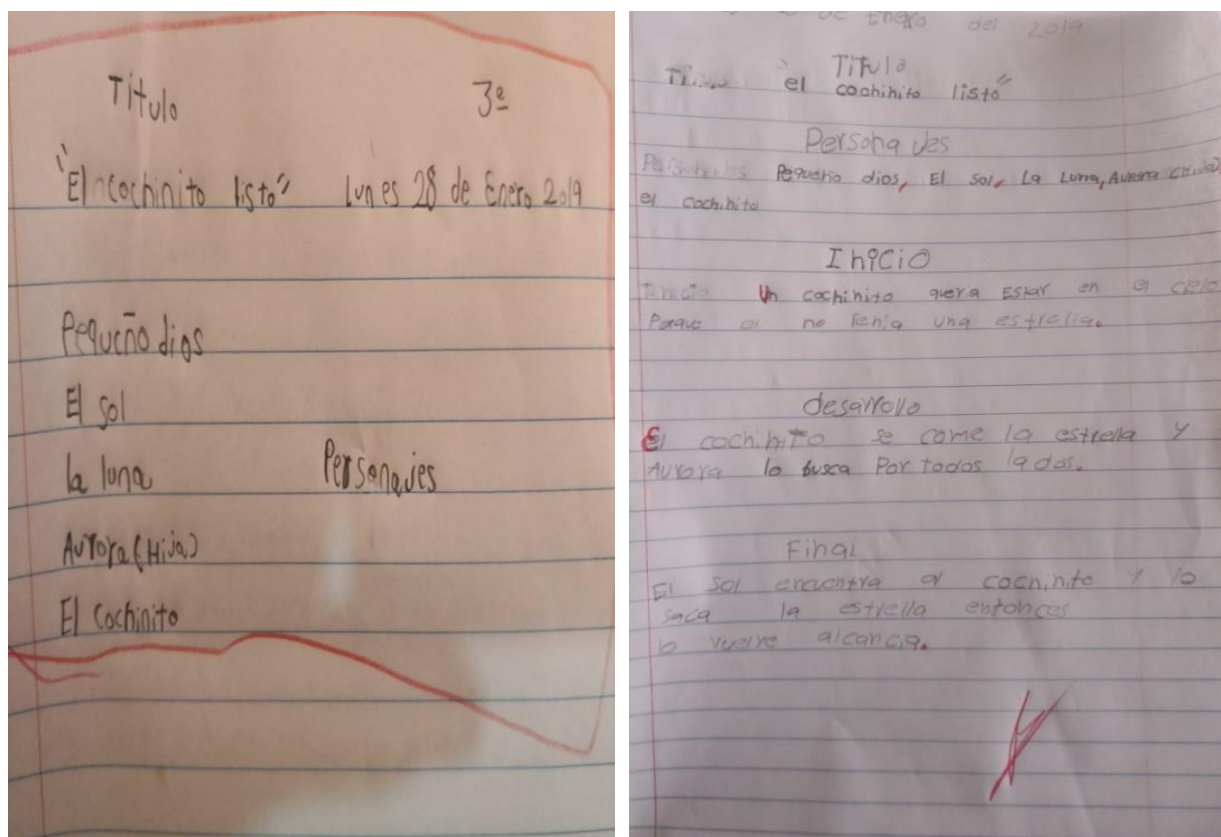 Titulo 3º
"El cochinito listo" Lunes 28 de Enero 2019
Pequeño dios
El sol
la luna Personajes
Aurora (Hija)
El Cochinito
de Enero del 2019
Titulo
"el cochinito listo"
Personajes
Personajes Pequeño dios, El sol, La Luna, Aurora (Hija)
el cochinito
Inicio
Inicio Un cochinito queria Estar en el cielo
Porque el no tenia una estrella.
desarrollo
El cochinito se come la estrella y
Aurora lo busca Por todos lados.
Final
El Sol encuentra al cochinito y lo
saca la estrella entonces
lo vuelve alcancia.